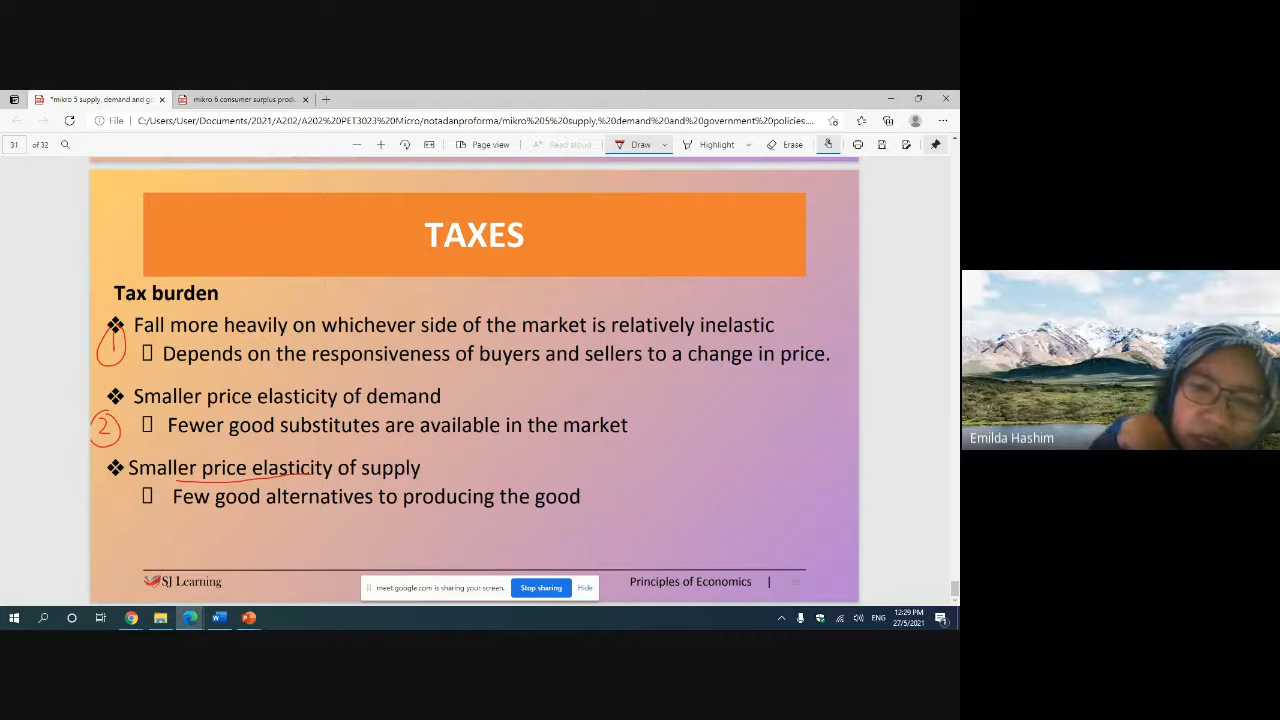 *mikro 5 supply, demand and g
mikro 6.consumer surplus prod
File
C:/Users/User/Documents/2021/A202/A202%20PET3023%20Micro/notadanproforma/mikro%205%20supply,%20demand%20and%20government%20policies....
31 of 32
Page view
Read aloud
Draw
Highlight
Erase
TAXES
Tax burden
❖ Fall more heavily on whichever side of the market is relatively inelastic
Depends on the responsiveness of buyers and sellers to a change in price.
1
❖ Smaller price elasticity of demand
Fewer good substitutes are available in the market
2
❖ Smaller price elasticity of supply
Few good alternatives to producing the good
SJ Learning
meet.google.com is sharing your screen.
Stop sharing
Hide
Principles of Economics |
Emilda Hashim
ENG
12:29 PM
27/5/2021